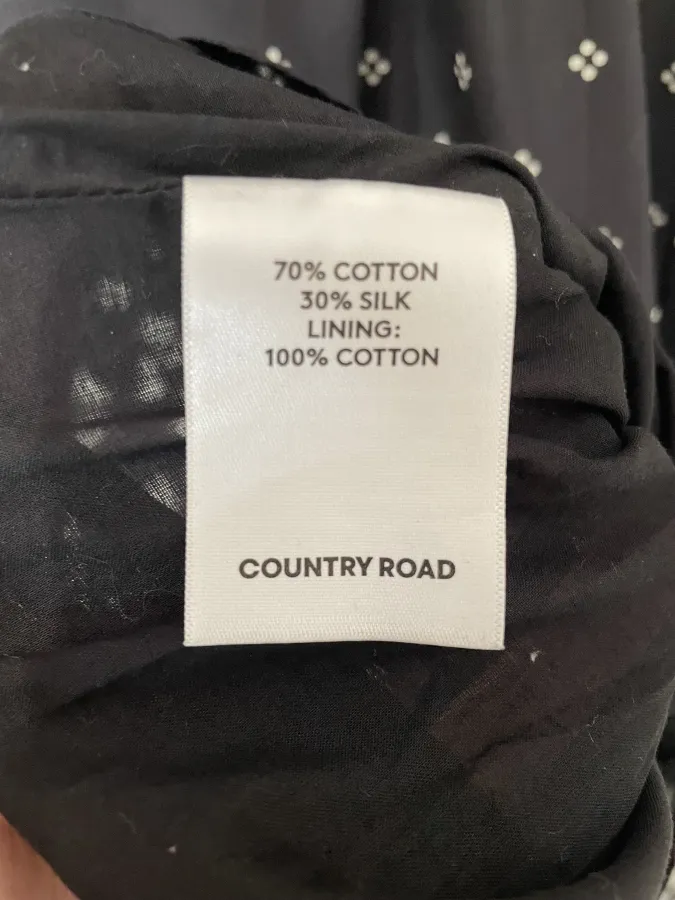 70% COTTON
30% SILK
LINING:
100% COTTON
COUNTRY ROAD